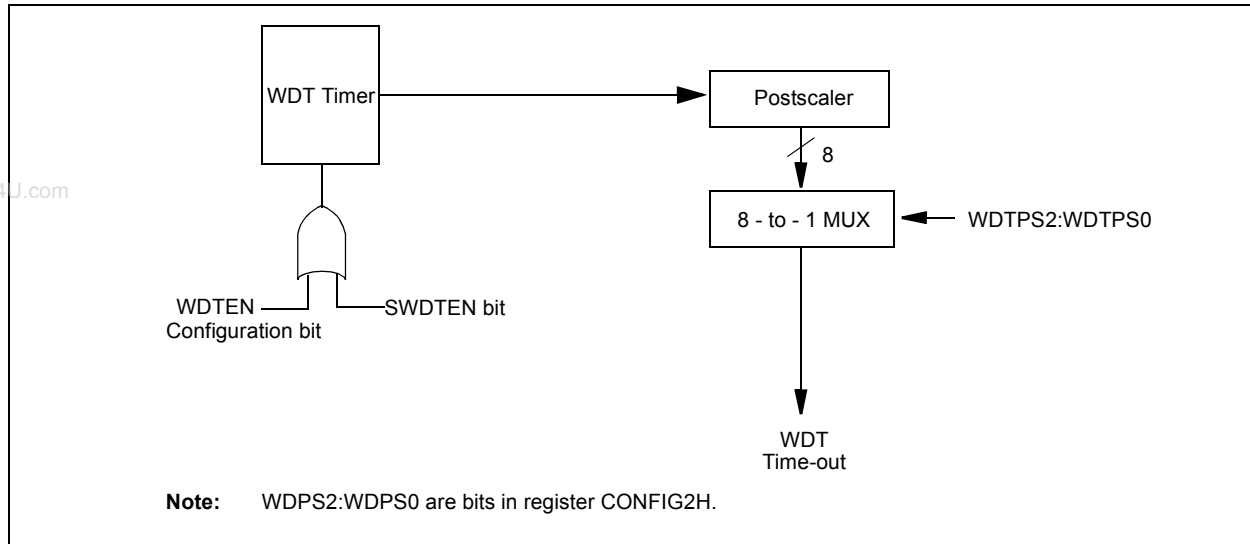 WDT Timer
Postscaler
8
4U.com
8 - to - 1 MUX
WDTPS2:WDTPS0
WDTEN
Configuration bit
SWDTEN bit
WDT
Time-out
Note: WDPS2:WDPS0 are bits in register CONFIG2H.